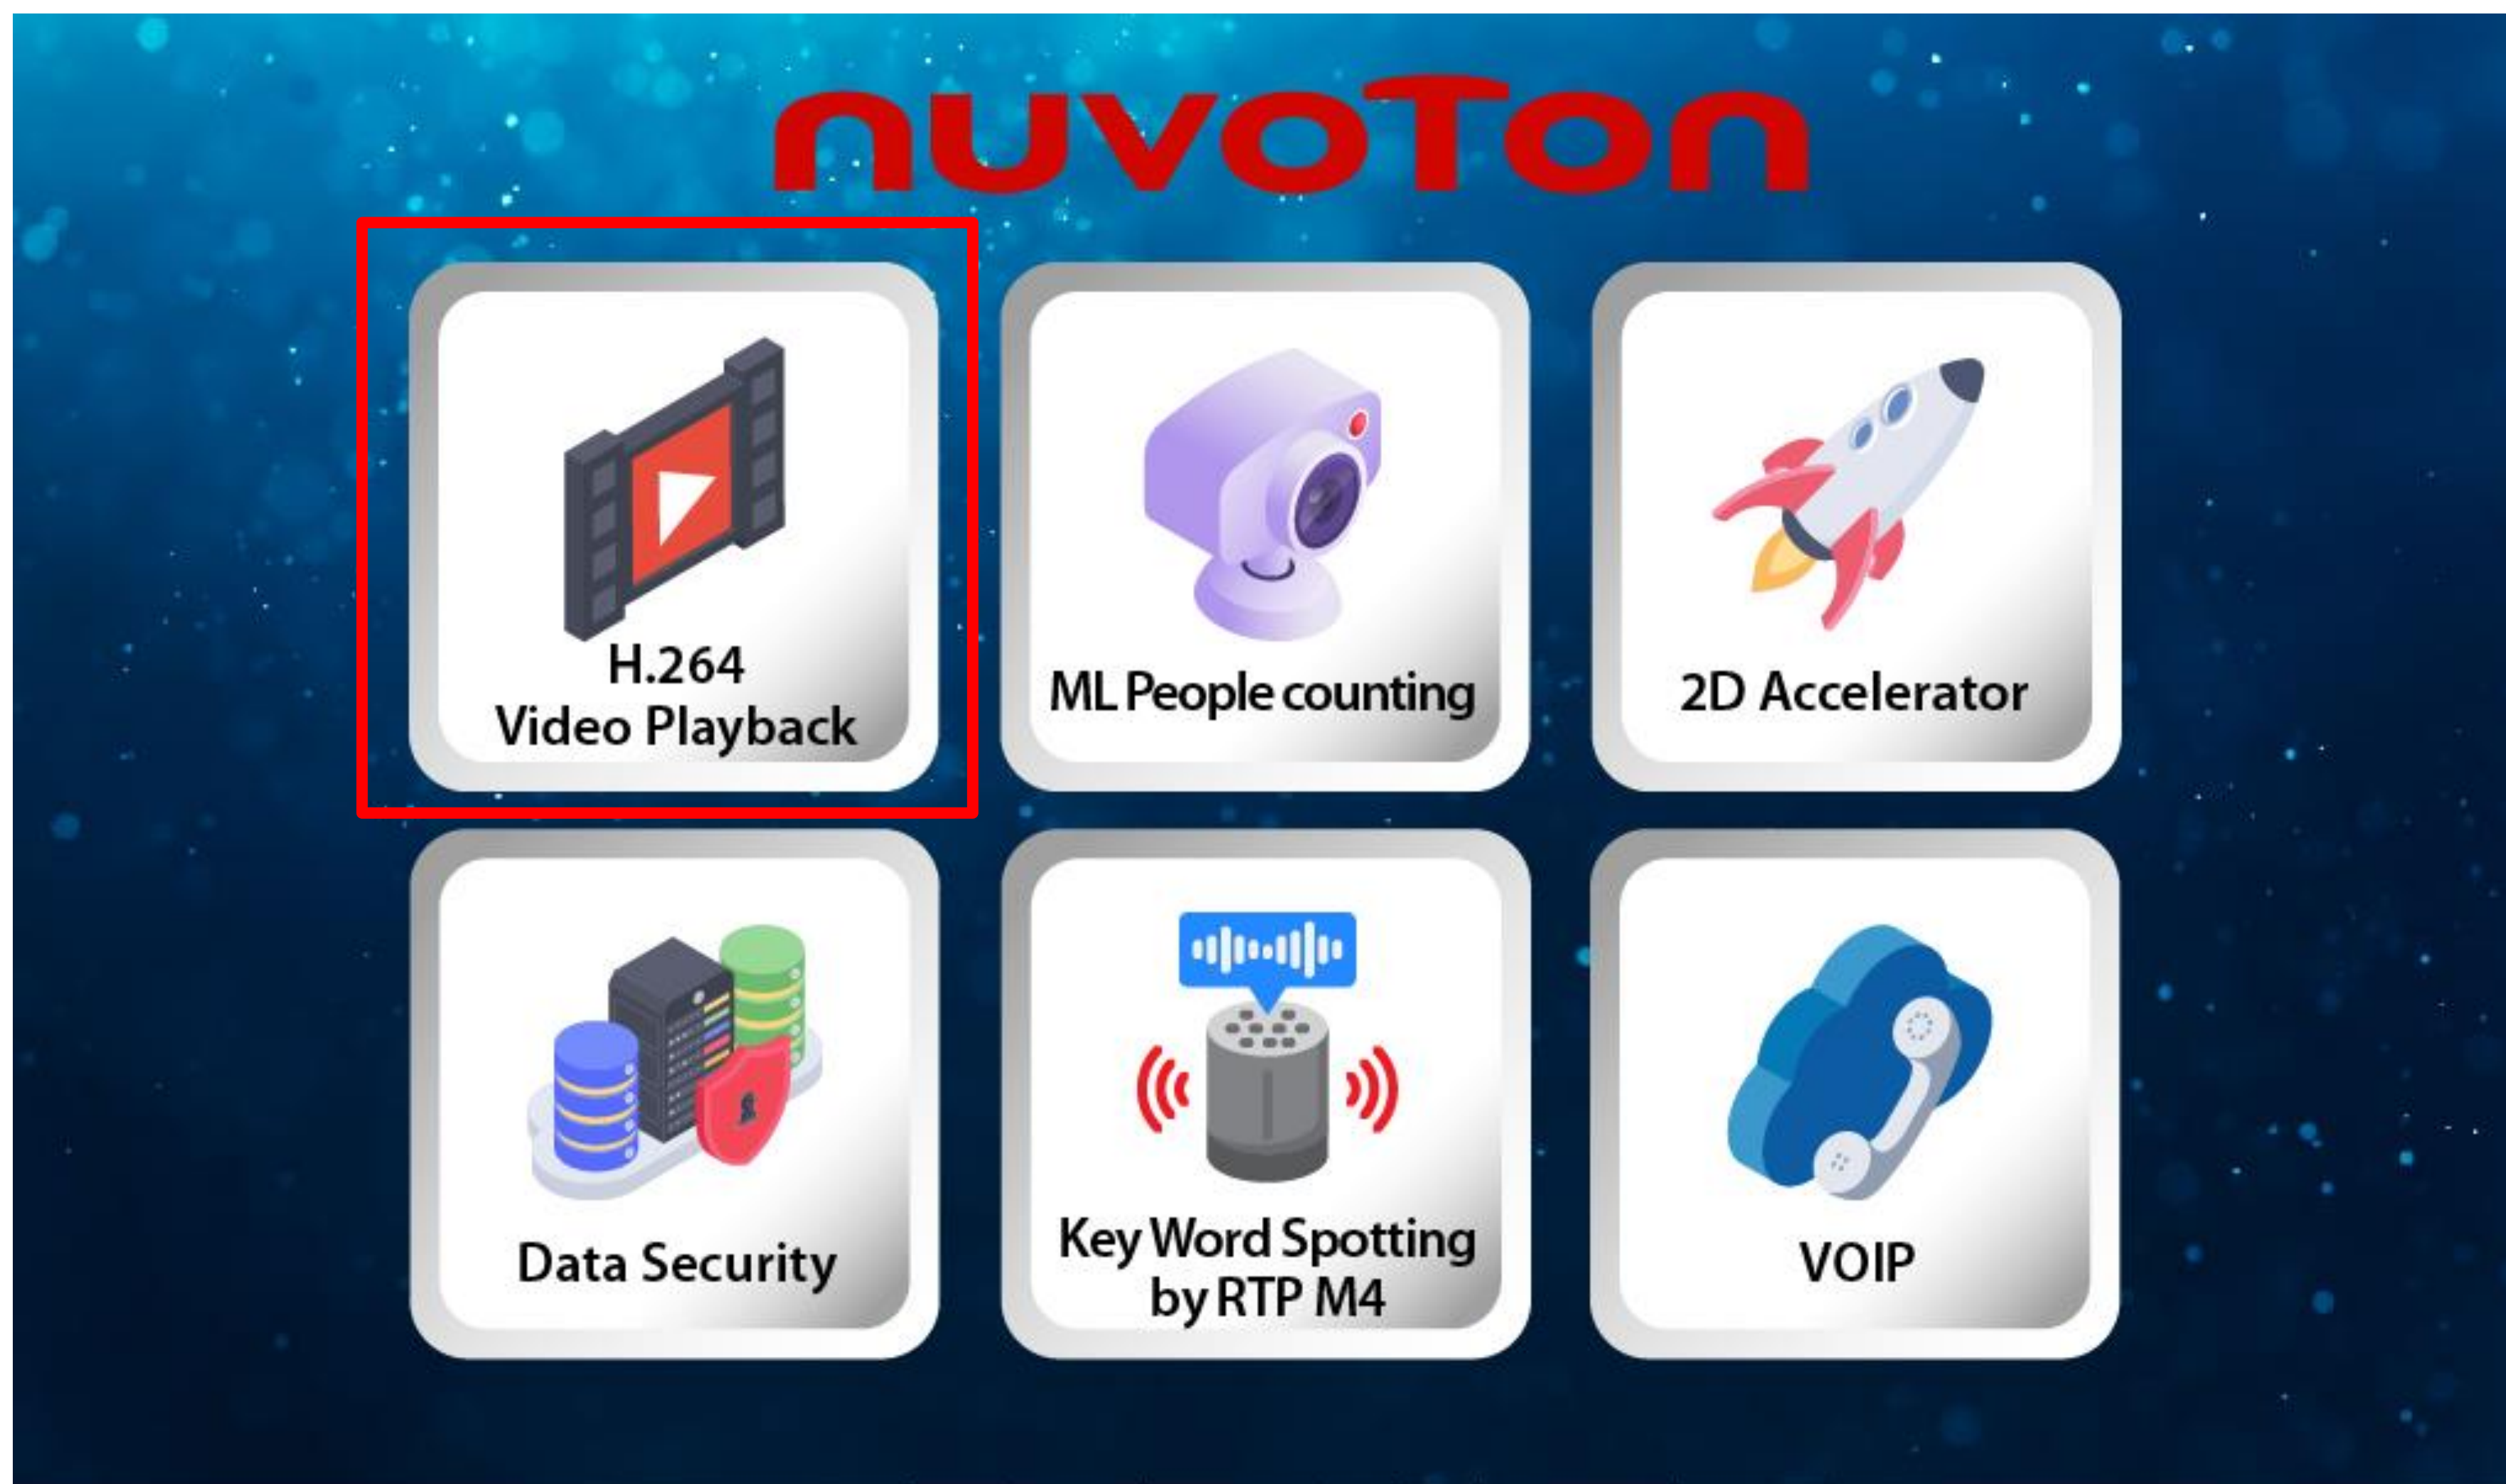 nuvoTon
H.264
Video Playback
ML People counting
2D Accelerator
Data Security
Key Word Spotting
by RTP M4
VOIP